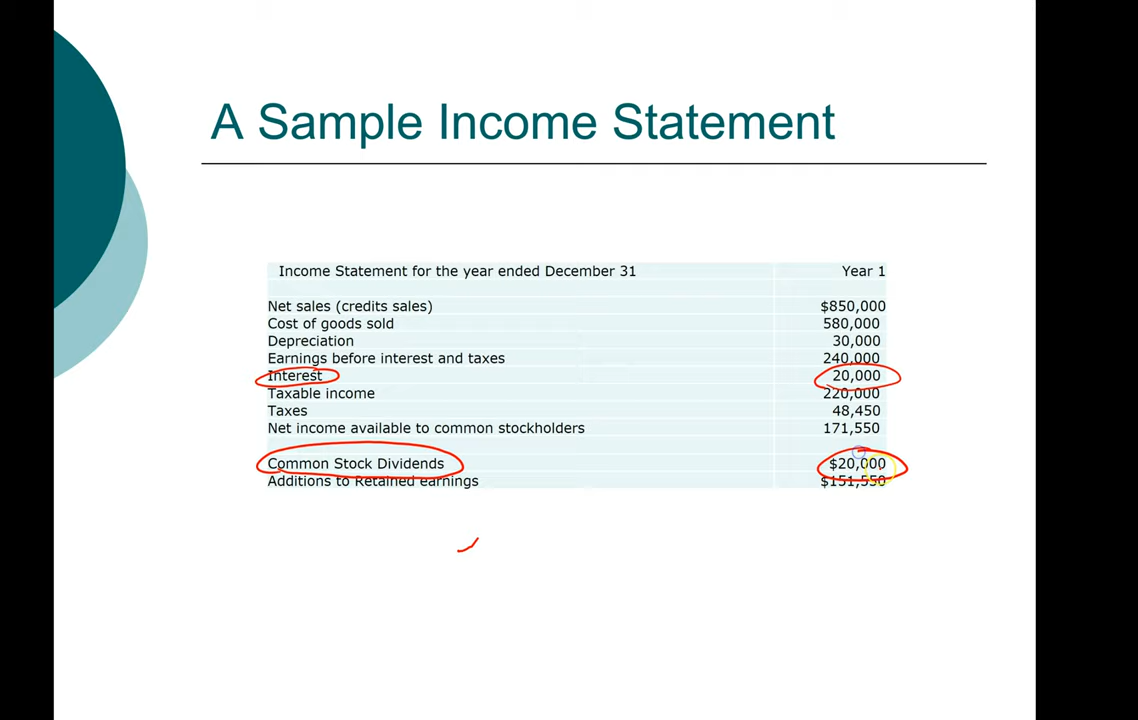 A Sample Income Statement
Income Statement for the year ended December 31 Year 1
Net sales (credits sales) $850,000
Cost of goods sold 580,000
Depreciation 30,000
Earnings before interest and taxes 240,000
Interest 20,000
Taxable income 220,000
Taxes 48,450
Net income available to common stockholders 171,550
Common Stock Dividends $20,000
Additions to Retained earnings $151,550